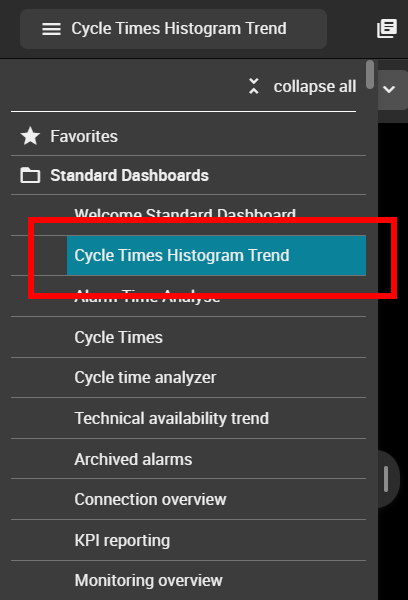 Cycle Times Histogram Trend
collapse all
Favorites
Standard Dashboards
Welcome Standard Dashboard
Cycle Times Histogram Trend
Alarm Time Analyse
Cycle Times
Cycle time analyzer
Technical availability trend
Archived alarms
Connection overview
KPI reporting
Monitoring overview